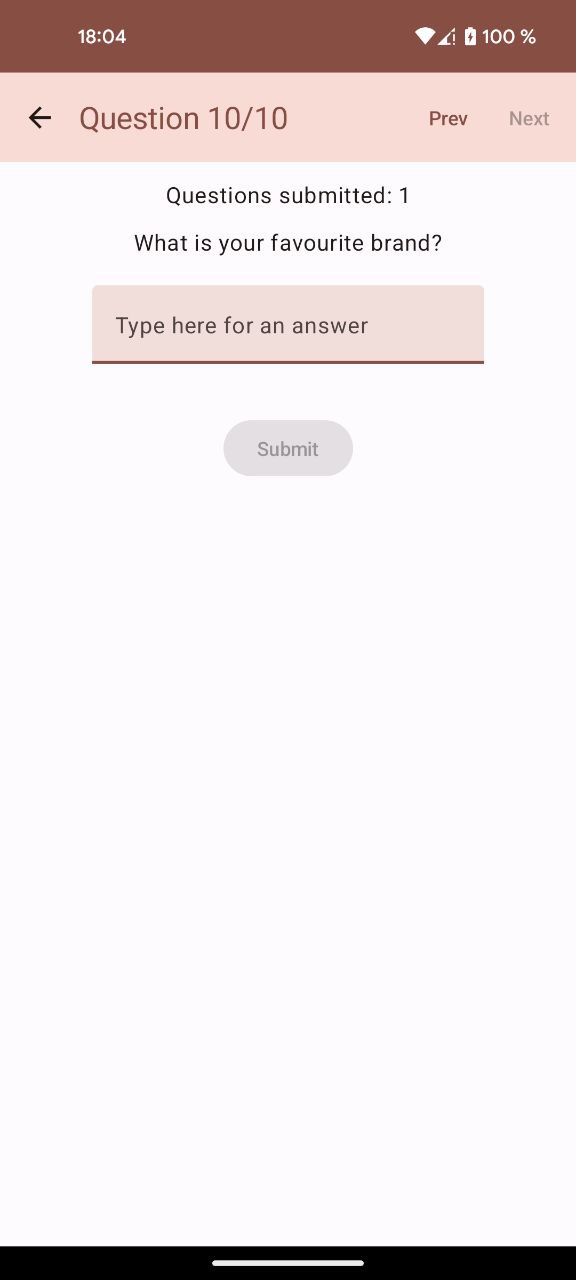 18:04 100 %
Question 10/10 Prev Next
Questions submitted: 1
What is your favourite brand?
Type here for an answer
Submit